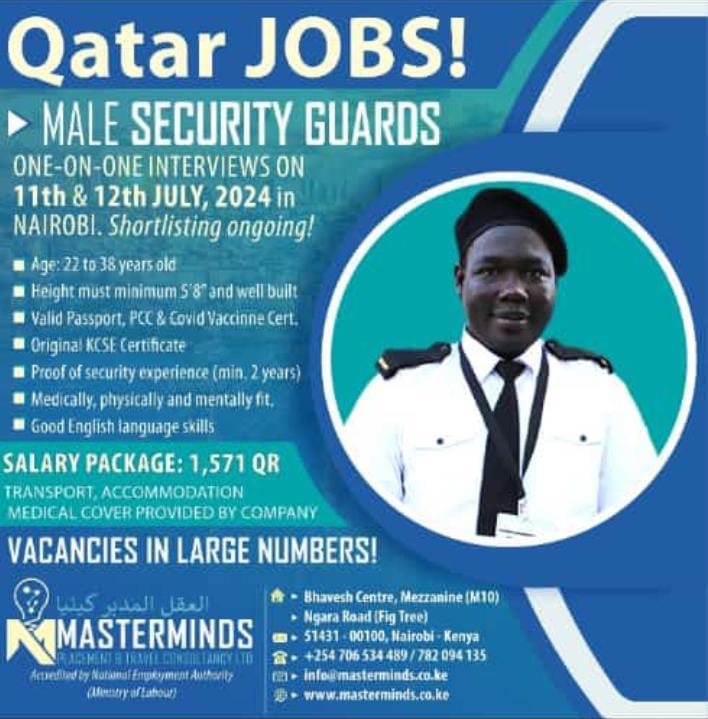 Qatar JOBS!
MALE SECURITY GUARDS
ONE-ON-ONE INTERVIEWS ON
11th & 12th JULY, 2024 in
NAIROBI. Shortlisting ongoing!
Age: 22 to 38 years old
Height must minimum 5'8" and well built
Valid Passport, PCC & Covid Vaccinne Cert.
Original KCSE Certificate
Proof of security experience (min. 2 years)
Medically, physically and mentally fit.
Good English language skills
SALARY PACKAGE: 1,571 QR
TRANSPORT, ACCOMMODATION
MEDICAL COVER PROVIDED BY COMPANY
VACANCIES IN LARGE NUMBERS!
العقل المدبر كينيا
MASTERMINDS
PLACEMENT & TRAVEL CONSULTANCY LTD
Accredited by National Employment Authority
(Ministry of Labour)
Bhavesh Centre, Mezzanine (M10)
Ngara Road (Fig Tree)
51431 - 00100, Nairobi - Kenya
+254 706 534 489 / 782 094 135
info@masterminds.co.ke
www.masterminds.co.ke